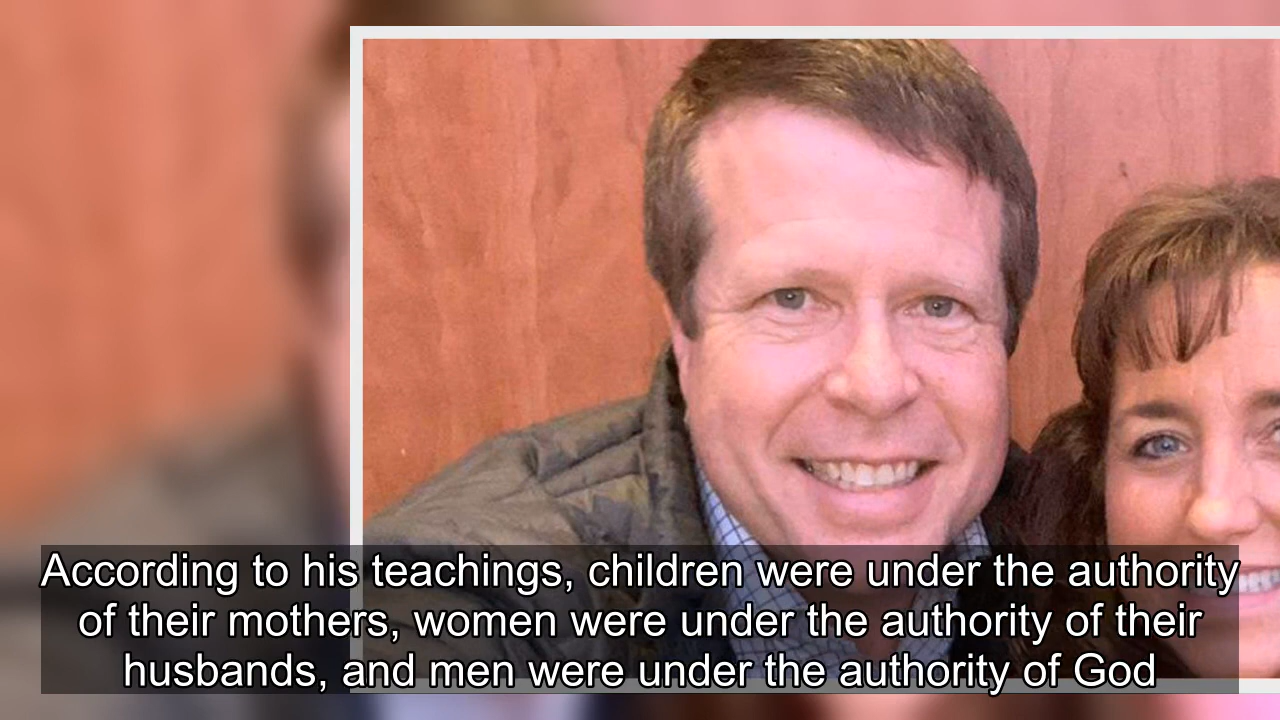 According to his teachings, children were under the authority
of their mothers, women were under the authority of their
husbands, and men were under the authority of God